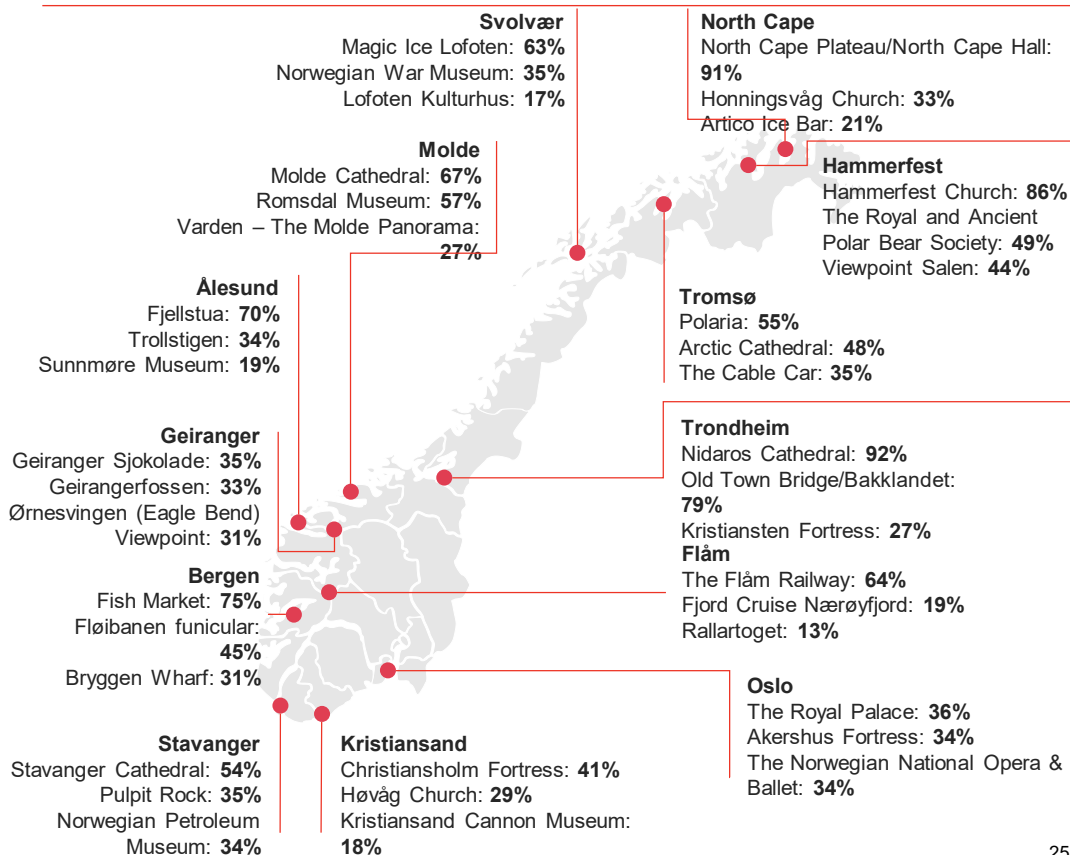 Svolvær
Magic Ice Lofoten: 63%
Norwegian War Museum: 35%
Lofoten Kulturhus: 17%
North Cape
North Cape Plateau/North Cape Hall:
91%
Honningsvåg Church: 33%
Artico Ice Bar: 21%
Molde
Molde Cathedral: 67%
Romsdal Museum: 57%
Varden – The Molde Panorama:
27%
Hammerfest
Hammerfest Church: 86%
The Royal and Ancient
Polar Bear Society: 49%
Viewpoint Salen: 44%
Ålesund
Fjellstua: 70%
Trollstigen: 34%
Sunnmøre Museum: 19%
Tromsø
Polaria: 55%
Arctic Cathedral: 48%
The Cable Car: 35%
Geiranger
Geiranger Sjokolade: 35%
Geirangerfossen: 33%
Ørnesvingen (Eagle Bend)
Viewpoint: 31%
Trondheim
Nidaros Cathedral: 92%
Old Town Bridge/Bakklandet:
79%
Kristiansten Fortress: 27%
Flåm
The Flåm Railway: 64%
Fjord Cruise Nærøyfjord: 19%
Rallartoget: 13%
Bergen
Fish Market: 75%
Fløibanen funicular:
45%
Bryggen Wharf: 31%
Oslo
The Royal Palace: 36%
Akershus Fortress: 34%
The Norwegian National Opera &
Ballet: 34%
Stavanger
Stavanger Cathedral: 54%
Pulpit Rock: 35%
Norwegian Petroleum
Museum: 34%
Kristiansand
Christiansholm Fortress: 41%
Høvåg Church: 29%
Kristiansand Cannon Museum:
18%
25